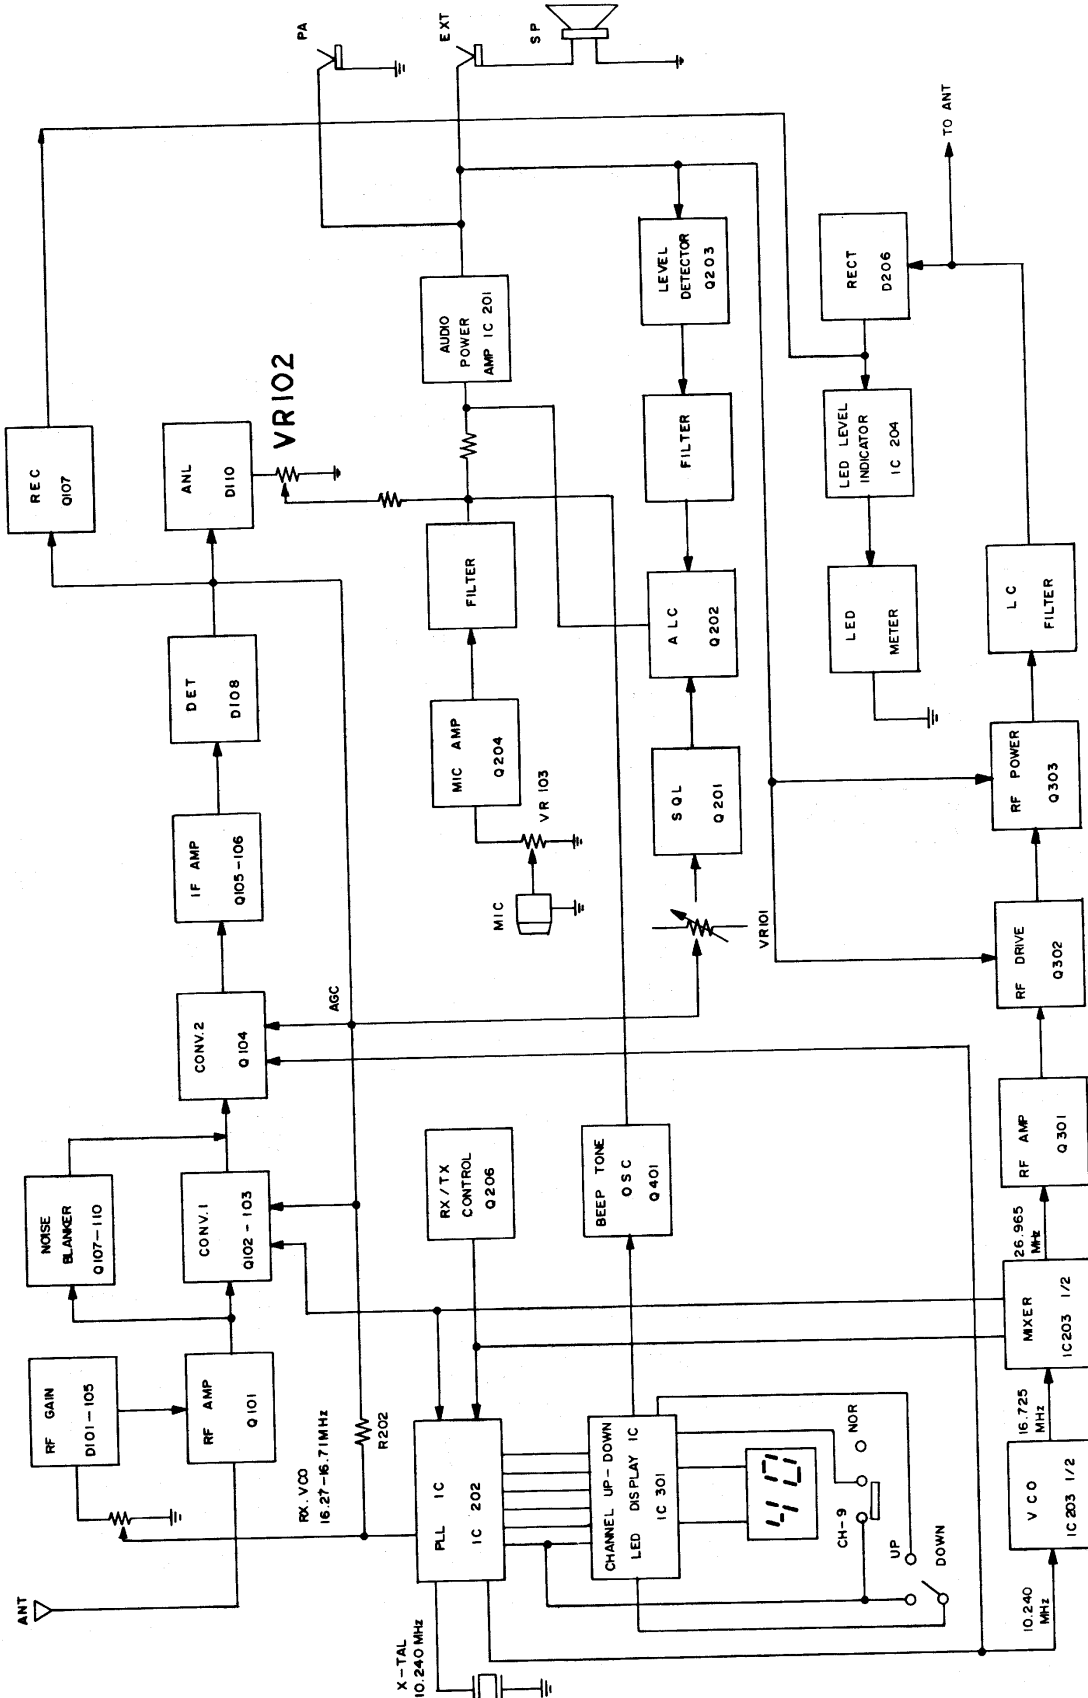 ANT
RF GAIN
D101-105
RF AMP
Q101
NOISE
BLANKER
Q107-110
CONV.1
Q102-103
CONV.2
Q104
IF AMP
Q105-106
DET
D108
REC
Q107
ANL
D110
VR102
AGC
RX.VCO
16.27-16.71MHz
R202
X-TAL
10.240MHz
PLL IC
IC 202
RX/TX
CONTROL
Q206
MIC
VR 103
MIC AMP
Q204
FILTER
AUDIO
POWER
AMP IC 201
PA
EXT
SP
CHANNEL UP-DOWN
LED DISPLAY IC
IC 301
BEEP TONE
OSC
Q401
VR101
SQL
Q201
ALC
Q202
FILTER
LEVEL
DETECTOR
Q203
40
CH-9
NOR
UP
DOWN
LED
METER
LED LEVEL
INDICATOR
IC 204
RECT
D206
TO ANT
10.240
MHz
VCO
IC203 1/2
16.725
MHz
MIXER
IC203 1/2
26.965
MHz
RF AMP
Q301
RF DRIVE
Q302
RF POWER
Q303
LC
FILTER